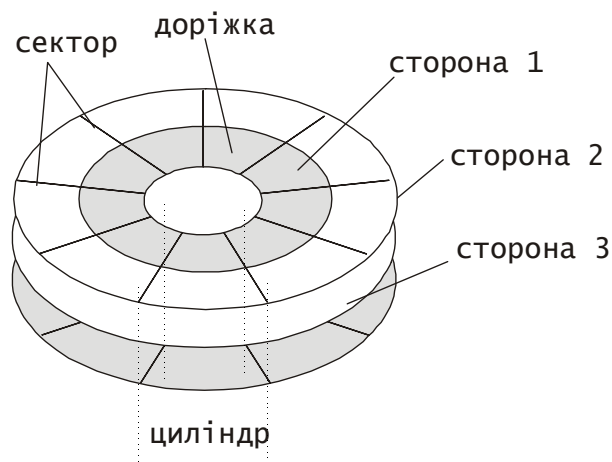 доріжка
сектор
сторона 1
сторона 2
сторона 3
циліндр